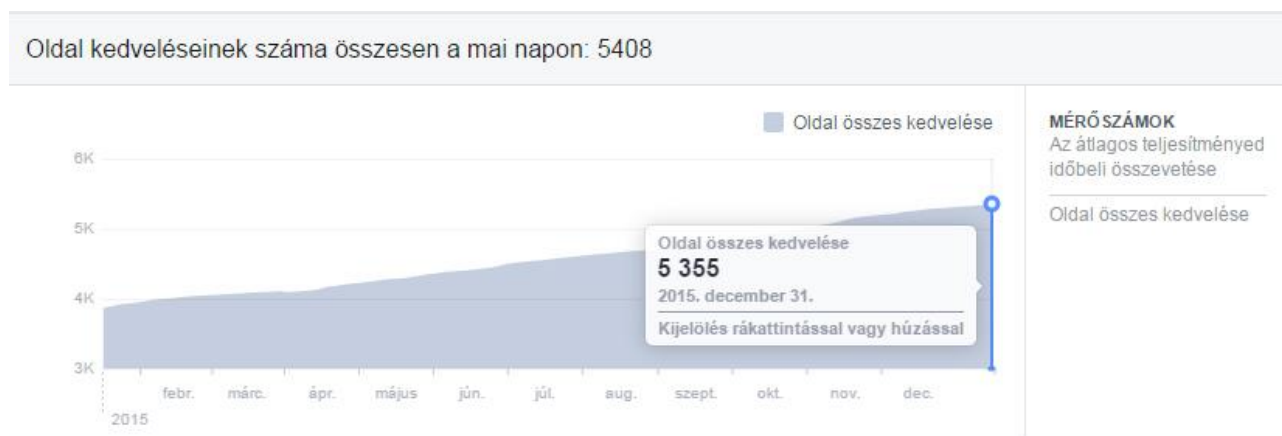 Oldal kedveléseinek száma összesen a mai napon: 5408
Oldal összes kedvelése
6K
5K
4K
3K
Oldal összes kedvelése
5 355
2015. december 31.
Kijelölés rákattintással vagy húzással
febr. márc. ápr. május jún. júl. aug. szept. okt. nov. dec.
2015
MÉRŐSZÁMOK
Az átlagos teljesítményed
időbeli összevetése
Oldal összes kedvelése